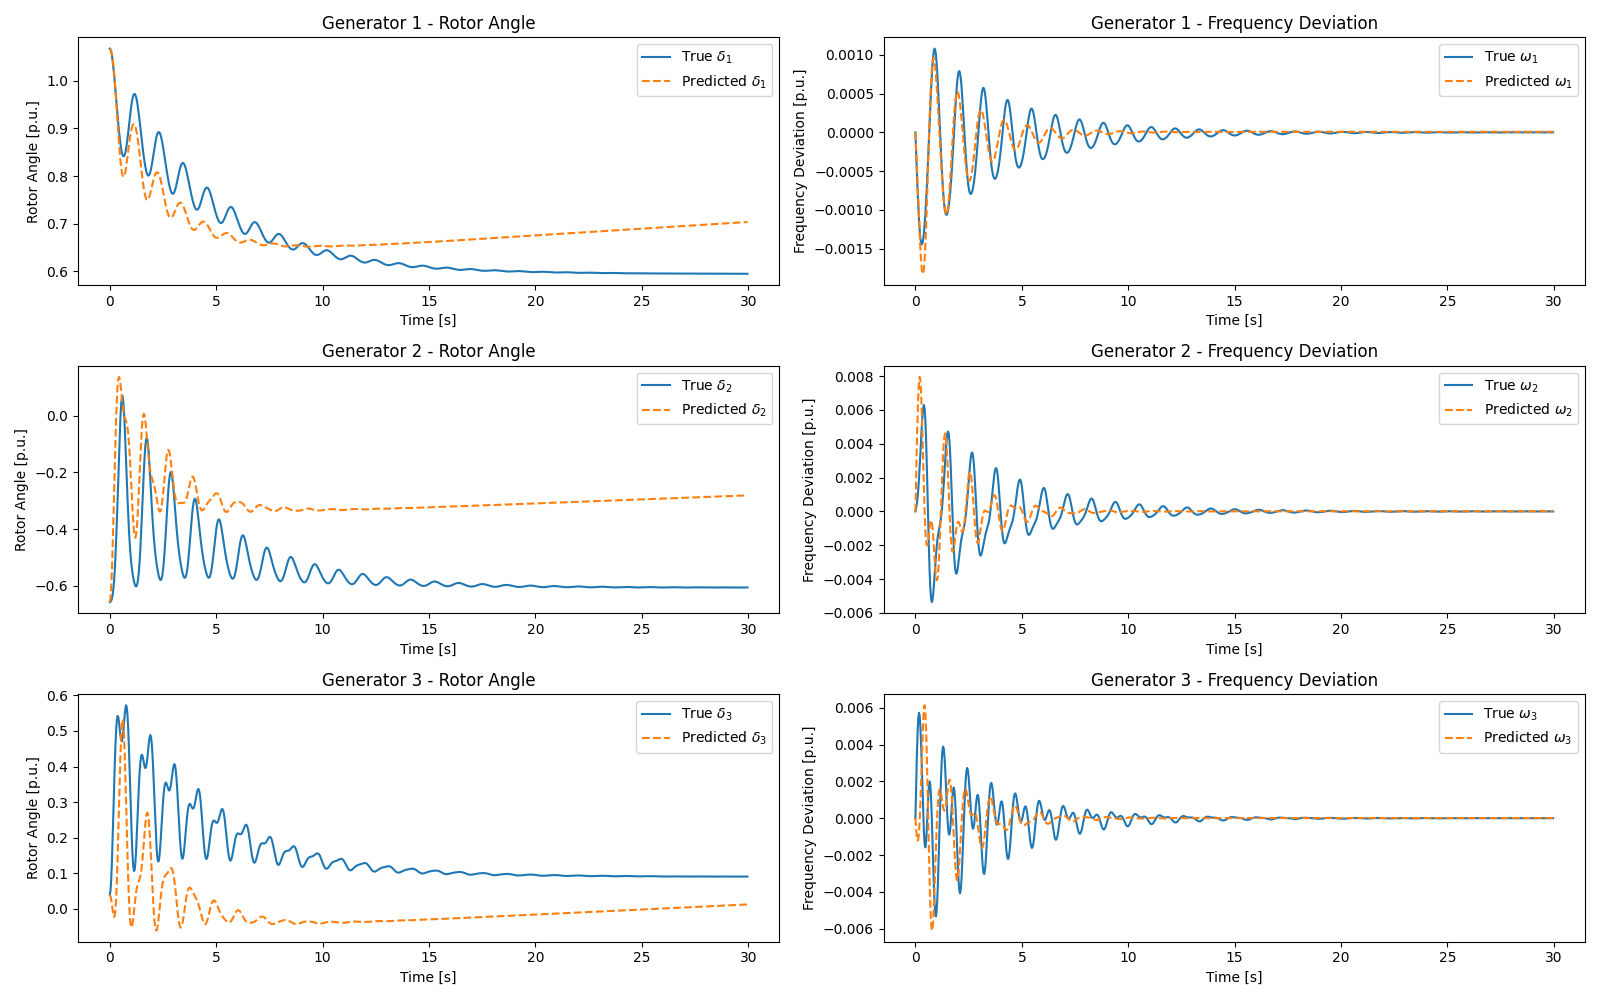 Generator 1 - Rotor Angle
Rotor Angle [p.u.]
1.0
0.9
0.8
0.7
0.6
True δ₁
Predicted δ₁
0 5 10 15 20 25 30
Time [s]
Generator 1 - Frequency Deviation
Frequency Deviation [p.u.]
0.0010
0.0005
0.0000
−0.0005
−0.0010
−0.0015
True ω₁
Predicted ω₁
0 5 10 15 20 25 30
Time [s]
Generator 2 - Rotor Angle
Rotor Angle [p.u.]
0.0
−0.2
−0.4
−0.6
True δ₂
Predicted δ₂
0 5 10 15 20 25 30
Time [s]
Generator 2 - Frequency Deviation
Frequency Deviation [p.u.]
0.008
0.006
0.004
0.002
0.000
−0.002
−0.004
−0.006
True ω₂
Predicted ω₂
0 5 10 15 20 25 30
Time [s]
Generator 3 - Rotor Angle
Rotor Angle [p.u.]
0.6
0.5
0.4
0.3
0.2
0.1
0.0
True δ₃
Predicted δ₃
0 5 10 15 20 25 30
Time [s]
Generator 3 - Frequency Deviation
Frequency Deviation [p.u.]
0.006
0.004
0.002
0.000
−0.002
−0.004
−0.006
True ω₃
Predicted ω₃
0 5 10 15 20 25 30
Time [s]